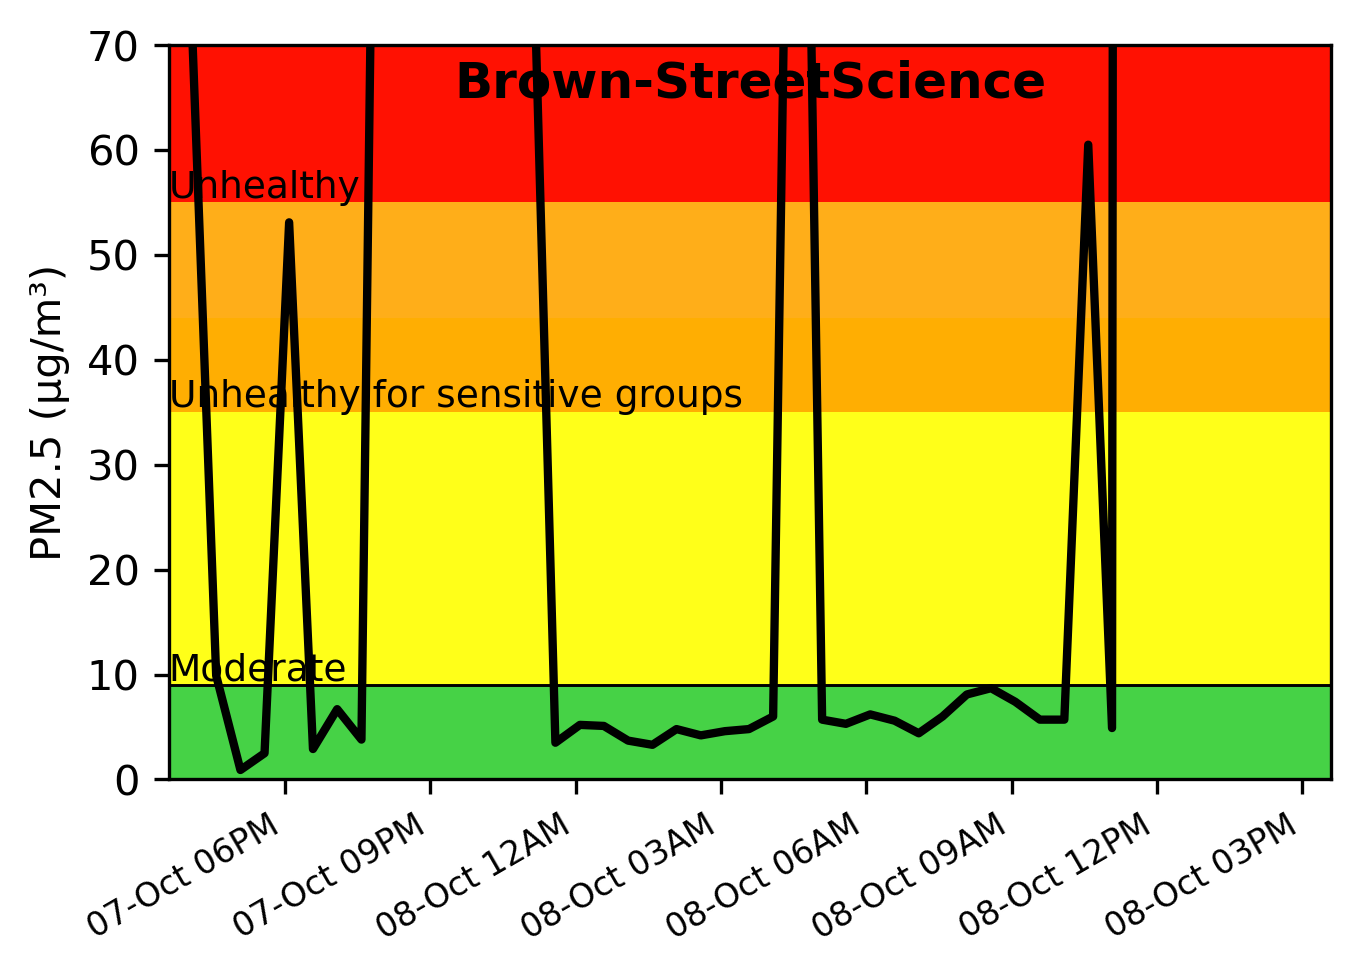 Brown-StreetScience
PM2.5 (µg/m³)
70
60
50
40
30
20
10
0
Unhealthy
Unhealthy for sensitive groups
Moderate
07-Oct 06PM
07-Oct 09PM
08-Oct 12AM
08-Oct 03AM
08-Oct 06AM
08-Oct 09AM
08-Oct 12PM
08-Oct 03PM